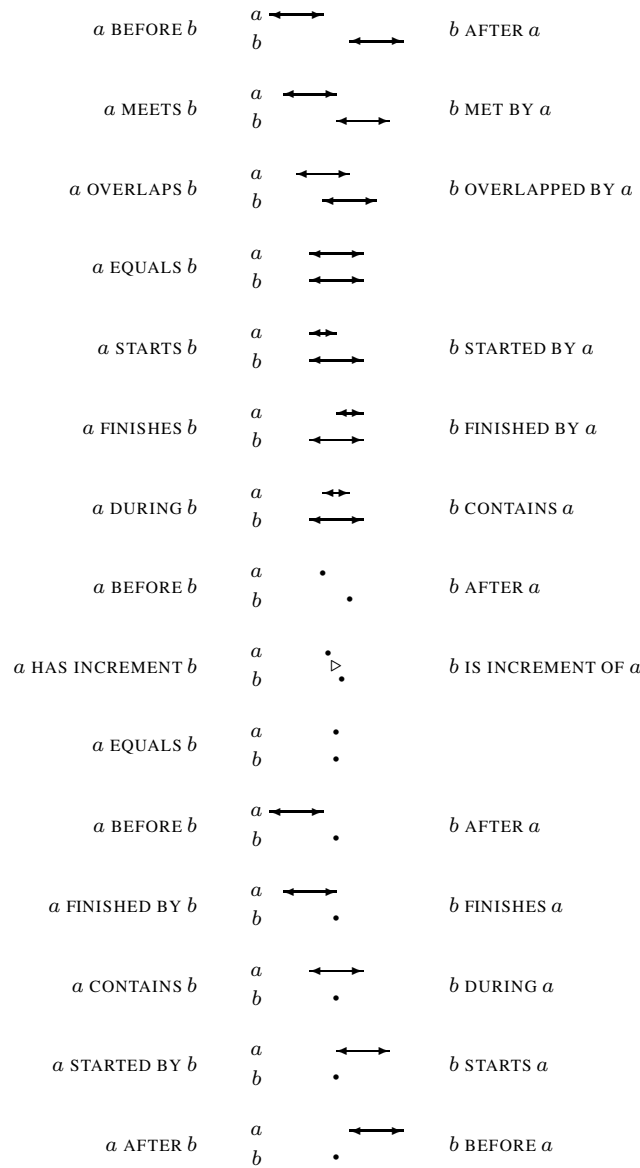 a BEFORE b a b AFTER a
b
a MEETS b a b MET BY a
b
a OVERLAPS b a b OVERLAPPED BY a
b
a EQUALS b a
b
a STARTS b a b STARTED BY a
b
a FINISHES b a b FINISHED BY a
b
a DURING b a b CONTAINS a
b
a BEFORE b a b AFTER a
b
a HAS INCREMENT b a b IS INCREMENT OF a
b
a EQUALS b a
b
a BEFORE b a b AFTER a
b
a FINISHED BY b a b FINISHES a
b
a CONTAINS b a b DURING a
b
a STARTED BY b a b STARTS a
b
a AFTER b a b BEFORE a
b